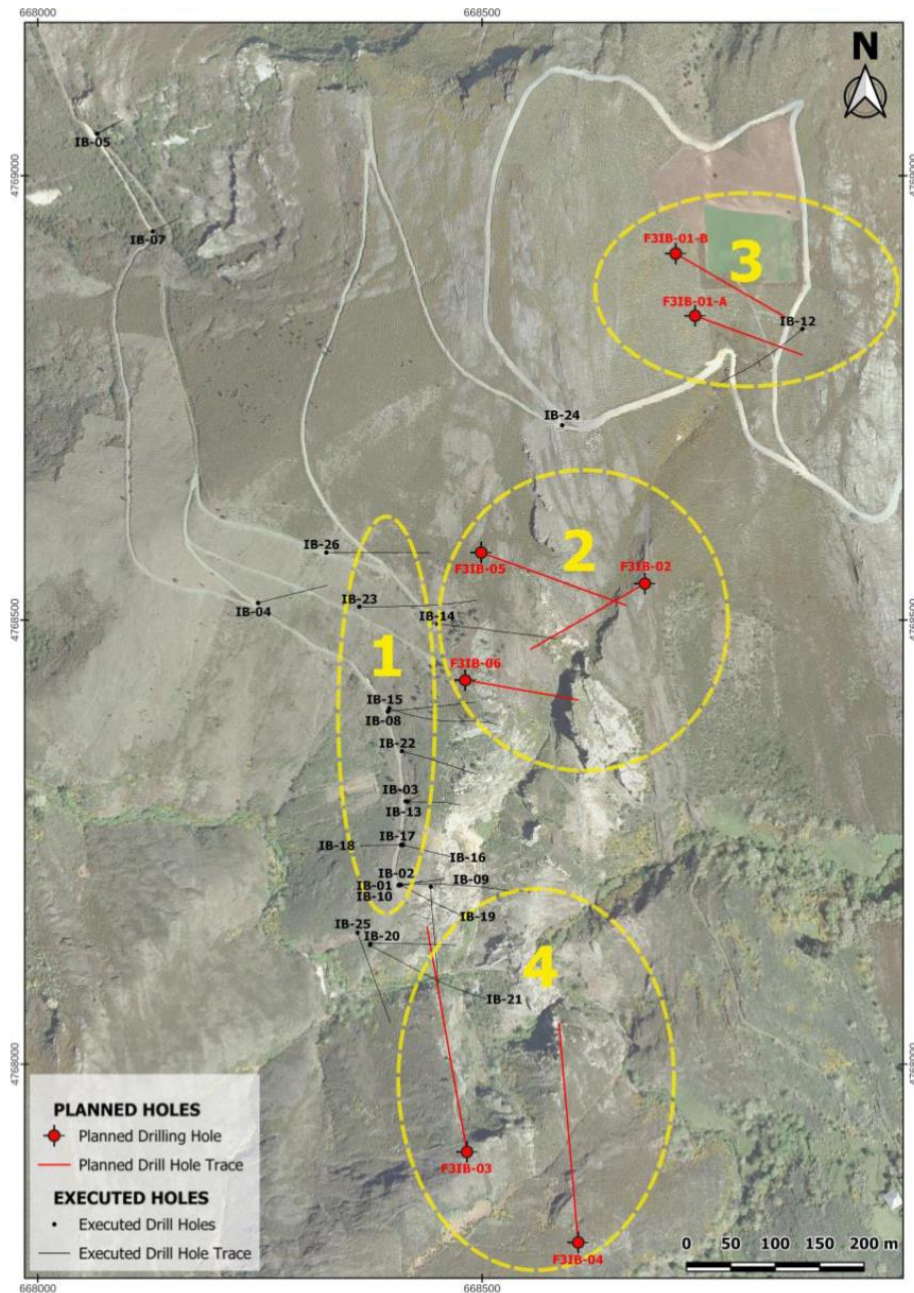 668000
668500
N
4769000
4769000
IB-05
IB-07
F3IB-01-B
3
F3IB-01-A
IB-12
IB-24
IB-26
F3IB-05
2
F3IB-02
IB-04
IB-23
IB-14
4768500
4768500
1
F3IB-06
IB-15
IB-08
IB-22
IB-03
IB-13
IB-17
IB-18
IB-16
IB-02
IB-09
IB-01
IB-10
IB-19
IB-25
IB-20
4
IB-21
4768000
4768000
PLANNED HOLES
Planned Drilling Hole
Planned Drill Hole Trace
EXECUTED HOLES
Executed Drill Holes
Executed Drill Hole Trace
F3IB-03
F3IB-04
0 50 100 150 200 m
668000
668500